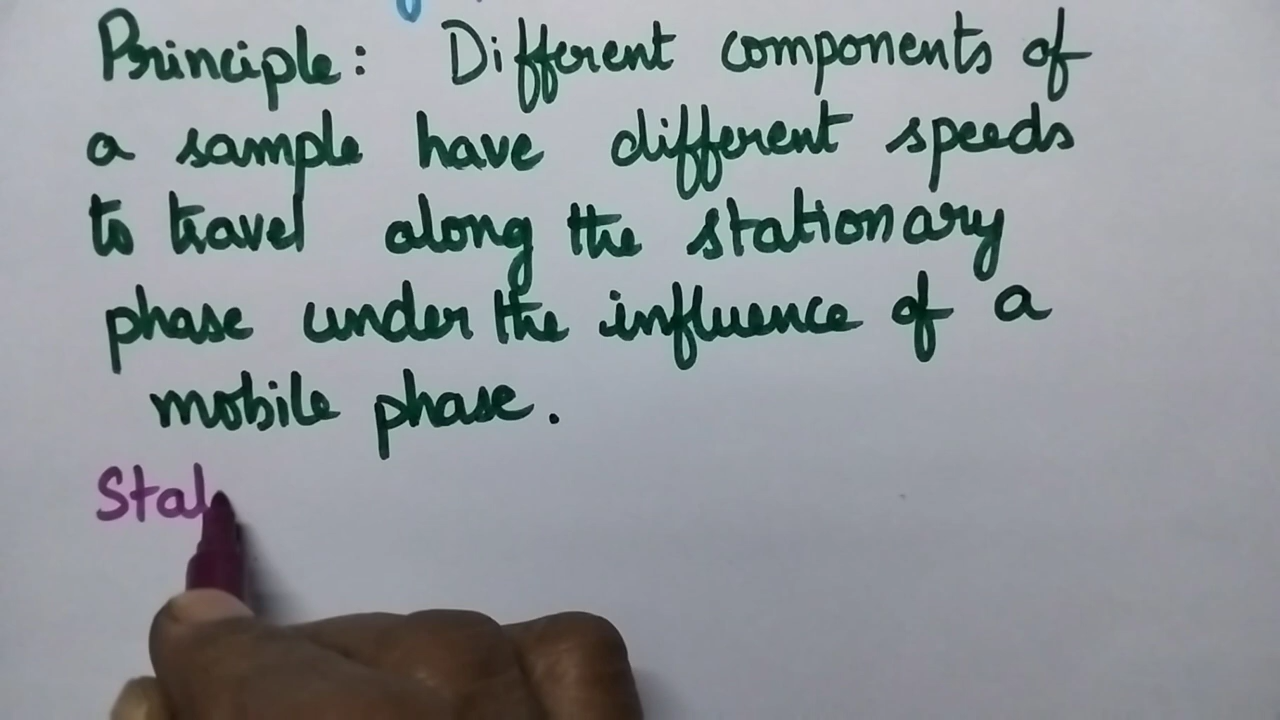 Principle: Different components of
a sample have different speeds
to travel along the stationary
phase under the influence of a
mobile phase.